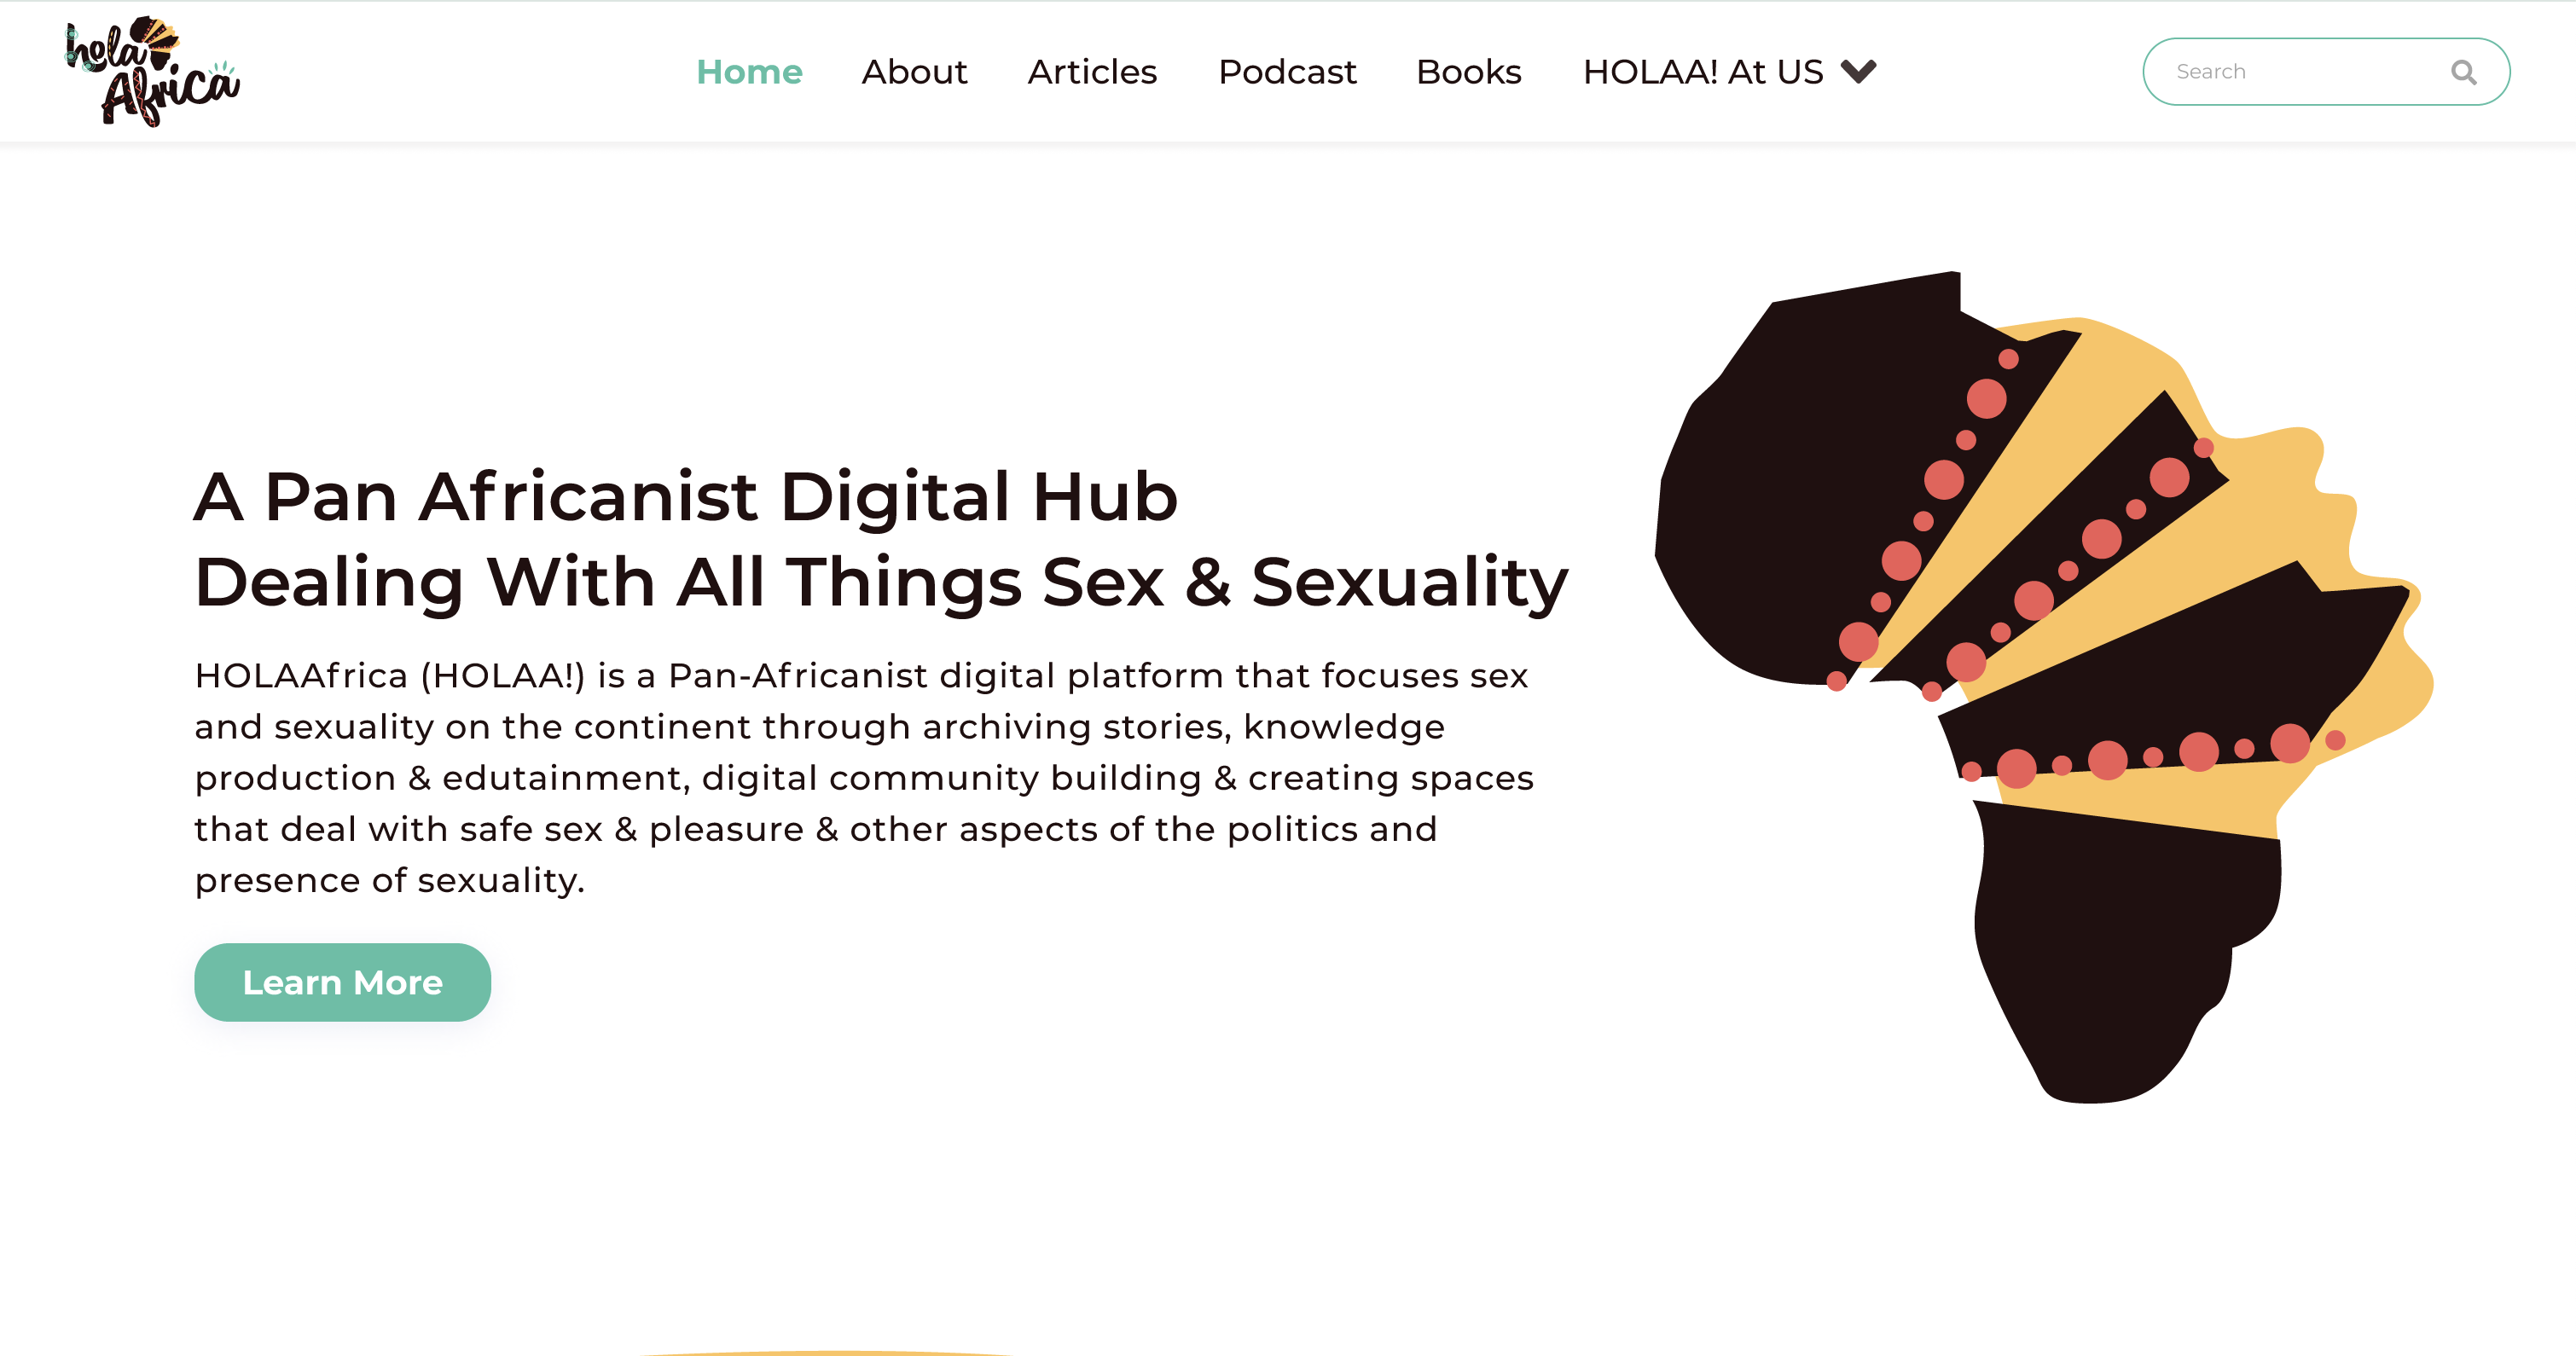 hola
Africa
Home About Articles Podcast Books HOLAA! At US
Search
A Pan Africanist Digital Hub
Dealing With All Things Sex & Sexuality
HOLAAfrica (HOLAA!) is a Pan-Africanist digital platform that focuses sex
and sexuality on the continent through archiving stories, knowledge
production & edutainment, digital community building & creating spaces
that deal with safe sex & pleasure & other aspects of the politics and
presence of sexuality.
Learn More